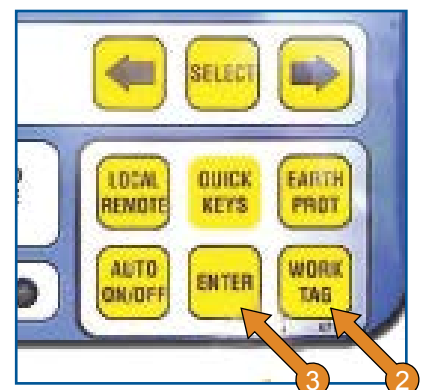 SELECT
LOCAL REMOTE
QUICK KEYS
EARTH PROT
AUTO ON/OFF
ENTER
WORK TAG
3
2